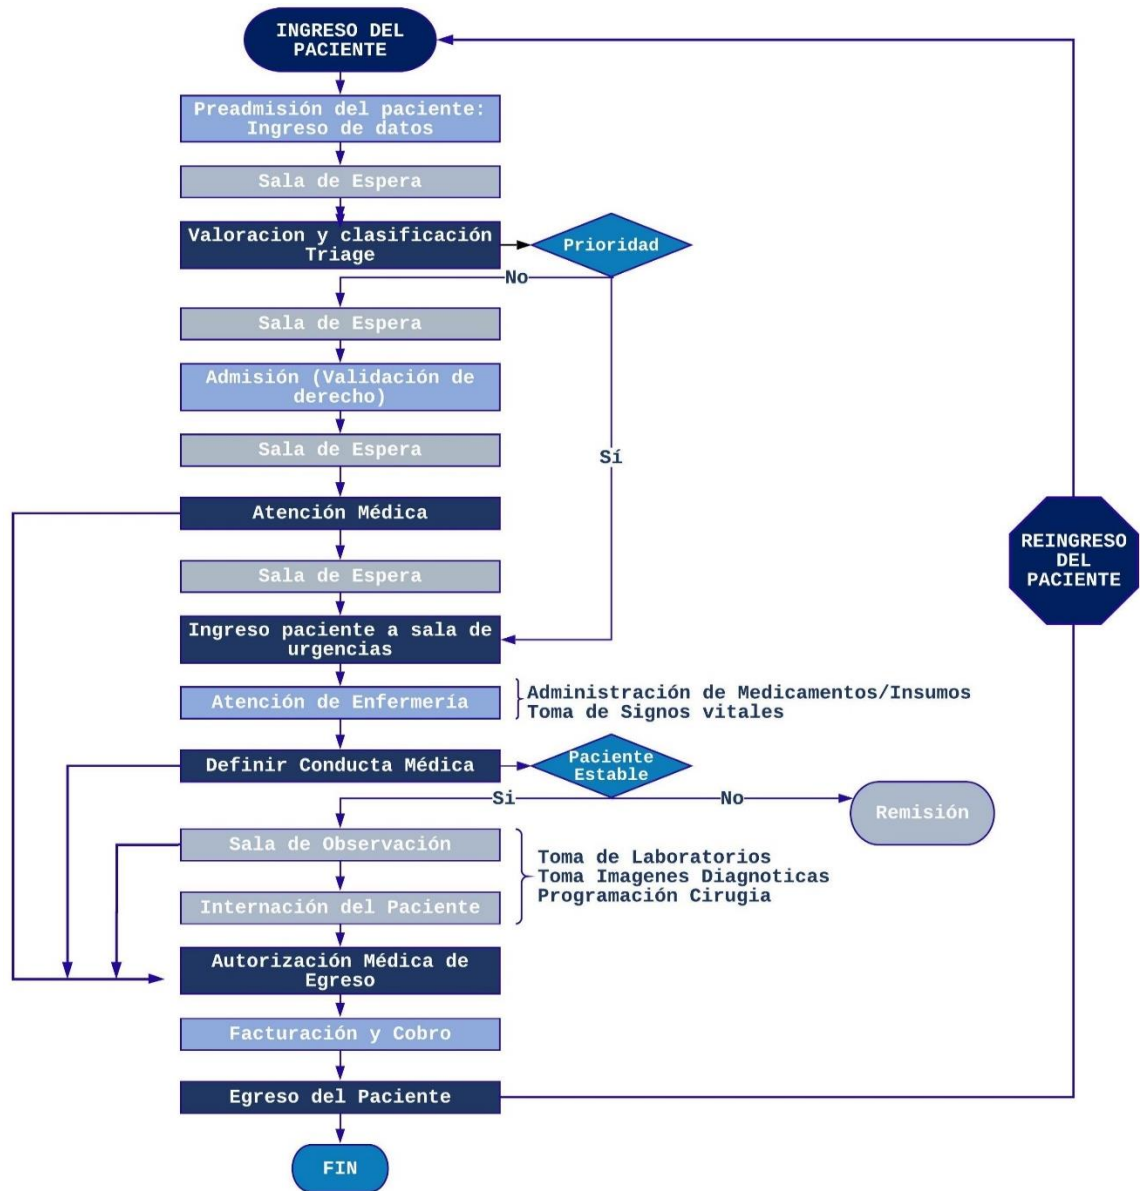 INGRESO DEL
PACIENTE
Preadmisión del paciente:
Ingreso de datos
Sala de Espera
Valoracion y clasificación
Triage
Prioridad
No
Sala de Espera
Admisión (Validación de
derecho)
Sala de Espera
Sí
Atención Médica
REINGRESO
DEL
PACIENTE
Sala de Espera
Ingreso paciente a sala de
urgencias
Atención de Enfermería
Administración de Medicamentos/Insumos
Toma de Signos vitales
Definir Conducta Médica
Paciente
Estable
Si
No
Remisión
Sala de Observación
Toma de Laboratorios
Toma Imagenes Diagnoticas
Programación Cirugia
Internación del Paciente
Autorización Médica de
Egreso
Facturación y Cobro
Egreso del Paciente
FIN